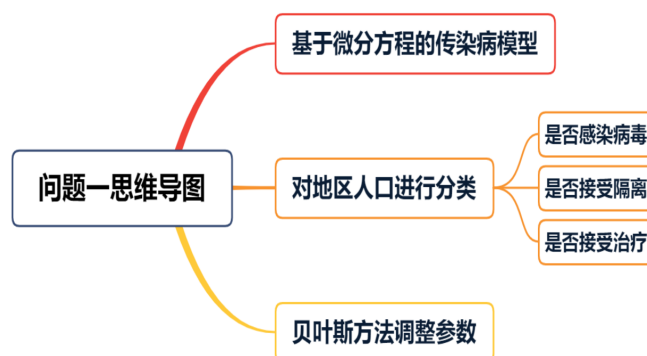 基于微分方程的传染病模型
是否感染病毒
问题一思维导图
对地区人口进行分类
是否接受隔离
是否接受治疗
贝叶斯方法调整参数